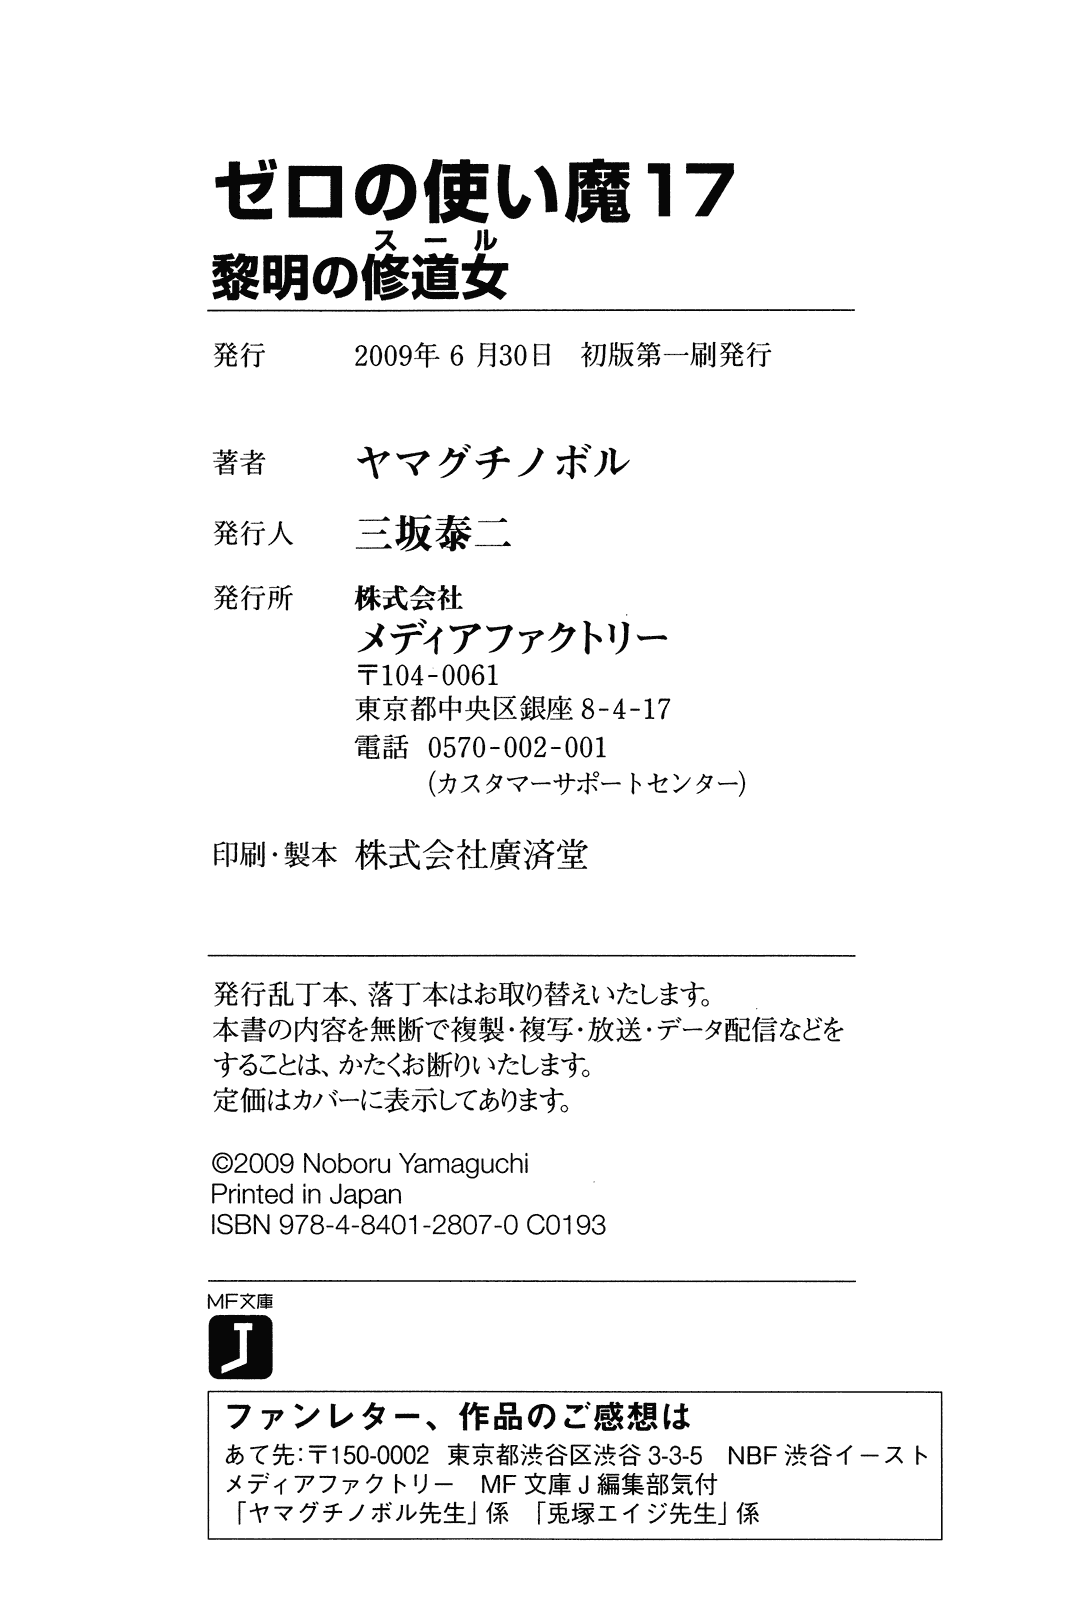 ゼロの使い魔17
スール
黎明の修道女
発行 2009年 6 月30日 初版第一刷発行
著者 ヤマグチノボル
発行人 三坂泰二
発行所 株式会社
メディアファクトリー
〒104-0061
東京都中央区銀座 8-4-17
電話 0570-002-001
(カスタマーサポートセンター)
印刷・製本 株式会社廣済堂
発行乱丁本、落丁本はお取り替えいたします。
本書の内容を無断で複製・複写・放送・データ配信などを
することは、かたくお断りいたします。
定価はカバーに表示してあります。
©2009 Noboru Yamaguchi
Printed in Japan
ISBN 978-4-8401-2807-0 C0193
MF文庫
J
ファンレター、作品のご感想は
あて先:〒150-0002 東京都渋谷区渋谷 3-3-5 NBF 渋谷イースト
メディアファクトリー MF 文庫 J 編集部気付
「ヤマグチノボル先生」係 「兎塚エイジ先生」係